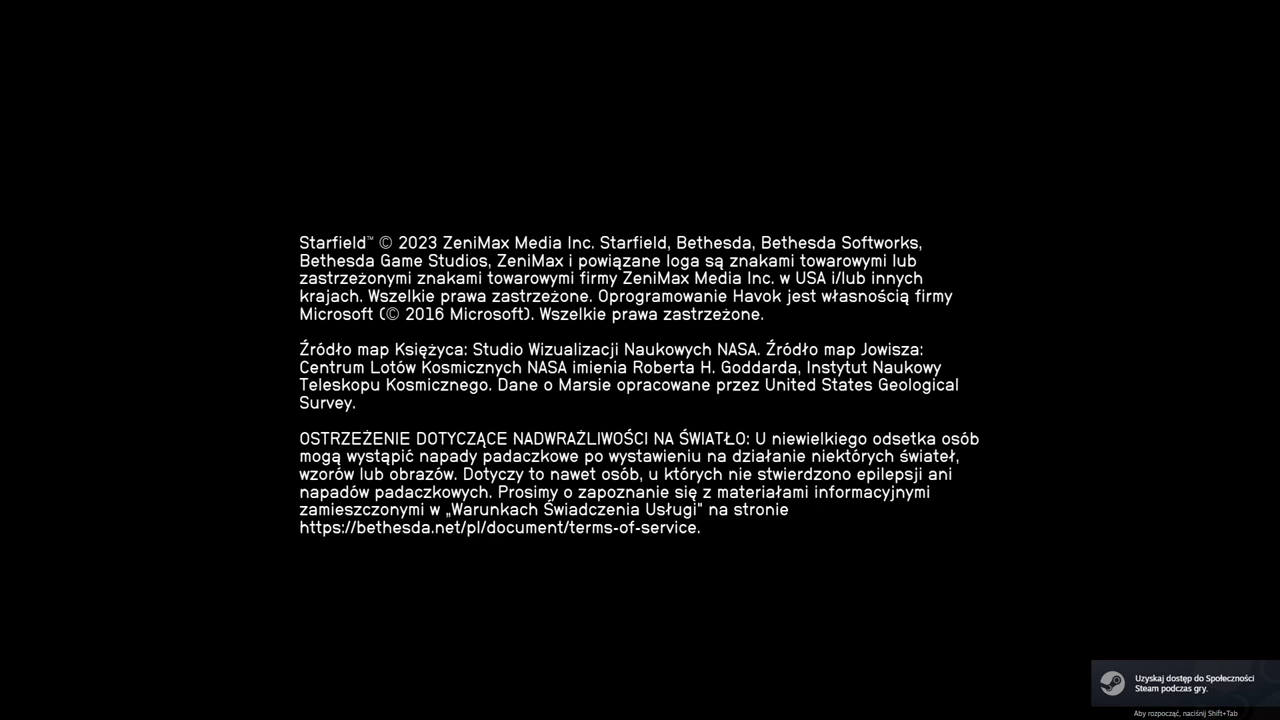 Starfield™ © 2023 ZeniMax Media Inc. Starfield, Bethesda, Bethesda Softworks,
Bethesda Game Studios, ZeniMax i powiązane loga są znakami towarowymi lub
zastrzeżonymi znakami towarowymi firmy ZeniMax Media Inc. w USA i/lub innych
krajach. Wszelkie prawa zastrzeżone. Oprogramowanie Havok jest własnością firmy
Microsoft (© 2016 Microsoft). Wszelkie prawa zastrzeżone.
Źródło map Księżyca: Studio Wizualizacji Naukowych NASA. Źródło map Jowisza:
Centrum Lotów Kosmicznych NASA imienia Roberta H. Goddarda, Instytut Naukowy
Teleskopu Kosmicznego. Dane o Marsie opracowane przez United States Geological
Survey.
OSTRZEŻENIE DOTYCZĄCE NADWRAŻLIWOŚCI NA ŚWIATŁO: U niewielkiego odsetka osób
mogą wystąpić napady padaczkowe po wystawieniu na działanie niektórych świateł,
wzorów lub obrazów. Dotyczy to nawet osób, u których nie stwierdzono epilepsji ani
napadów padaczkowych. Prosimy o zapoznanie się z materiałami informacyjnymi
zamieszczonymi w „Warunkach Świadczenia Usługi” na stronie
https://bethesda.net/pl/document/terms-of-service.
Uzyskaj dostęp do Społeczności
Steam podczas gry.
Aby rozpocząć, naciśnij Shift+Tab